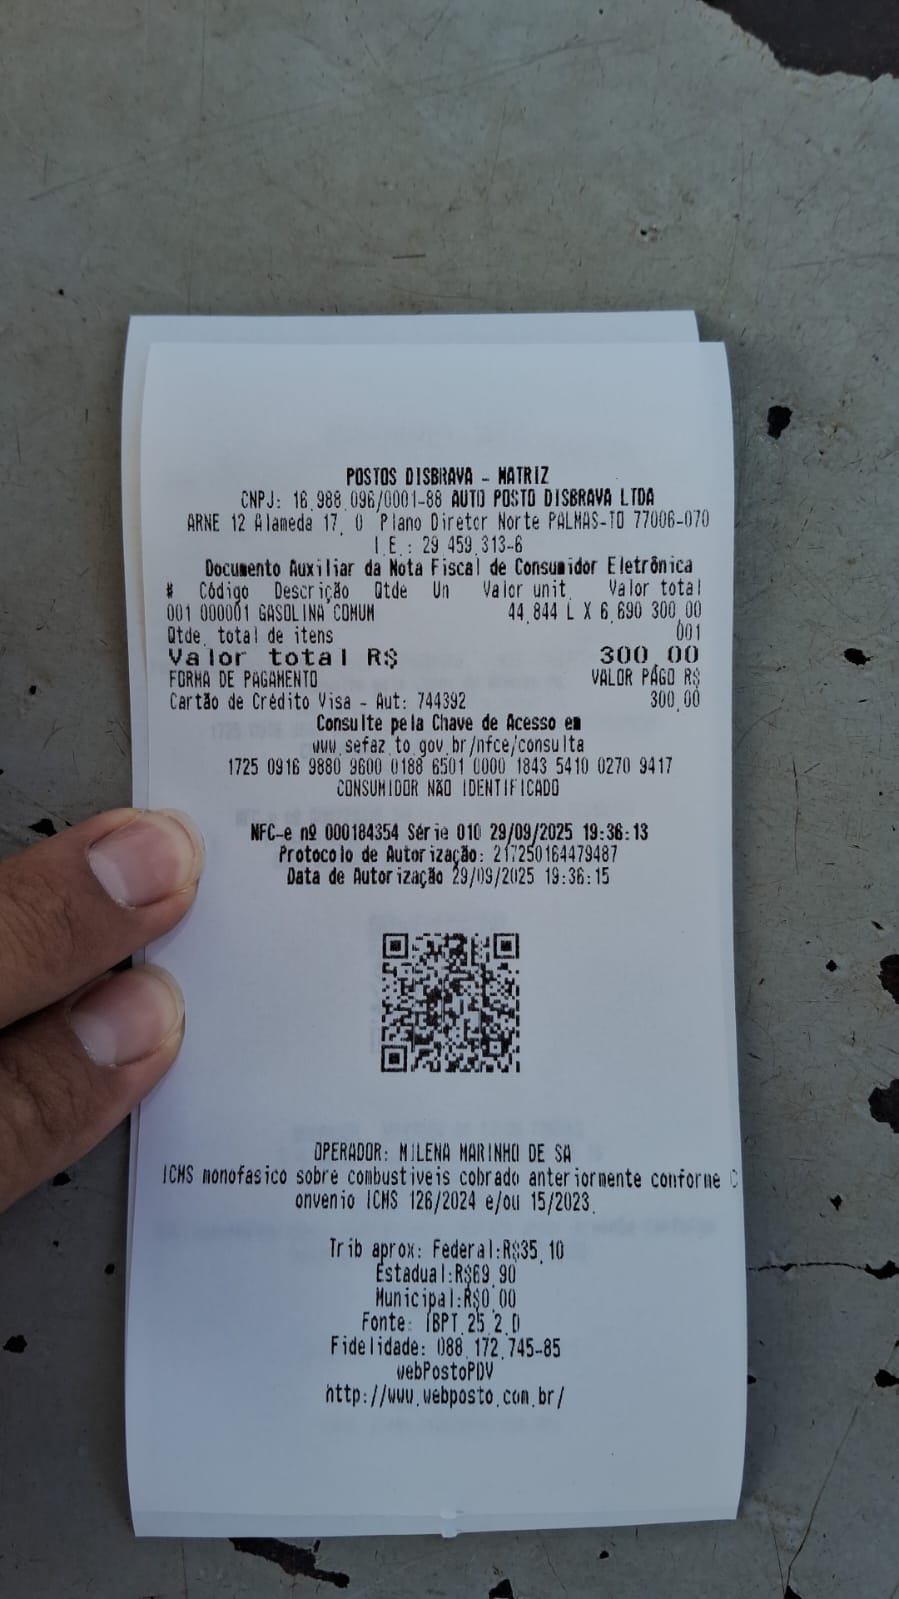 POSTOS DISBRAVA - MATRIZ
CNPJ: 16.988.096/0001-88 AUTO POSTO DISBRAVA LTDA
ARNE 12 Alameda 17, 0 Plano Diretor Norte PALMAS-TO 77006-070
I.E.: 29.459.313-6
Documento Auxiliar da Nota Fiscal de Consumidor Eletrônica
# Código Descrição Qtde Un Valor unit. Valor total
001 000001 GASOLINA COMUM 44,844 L X 6,690 300,00
Qtde. total de itens 001
Valor total R$ 300,00
FORMA DE PAGAMENTO VALOR PAGO R$
Cartão de Crédito Visa - Aut: 744392 300,00
Consulte pela Chave de Acesso em
www.sefaz.to.gov.br/nfce/consulta
1725 0916 9880 9600 0188 6501 0000 1843 5410 0270 9417
CONSUMIDOR NÃO IDENTIFICADO
NFC-e nº 000184354 Série 010 29/09/2025 19:36:13
Protocolo de Autorização: 217250164479487
Data de Autorização 29/09/2025 19:36:15
OPERADOR: MILENA MARINHO DE SA
ICMS monofasico sobre combustiveis cobrado anteriormente conforme C
onvenio ICMS 126/2024 e/ou 15/2023.
Trib aprox: Federal:R$35,10
Estadual:R$69,90
Municipal:R$0,00
Fonte: IBPT.25.2.D
Fidelidade: 088.172.745-85
webPostoPDV
http://www.webposto.com.br/